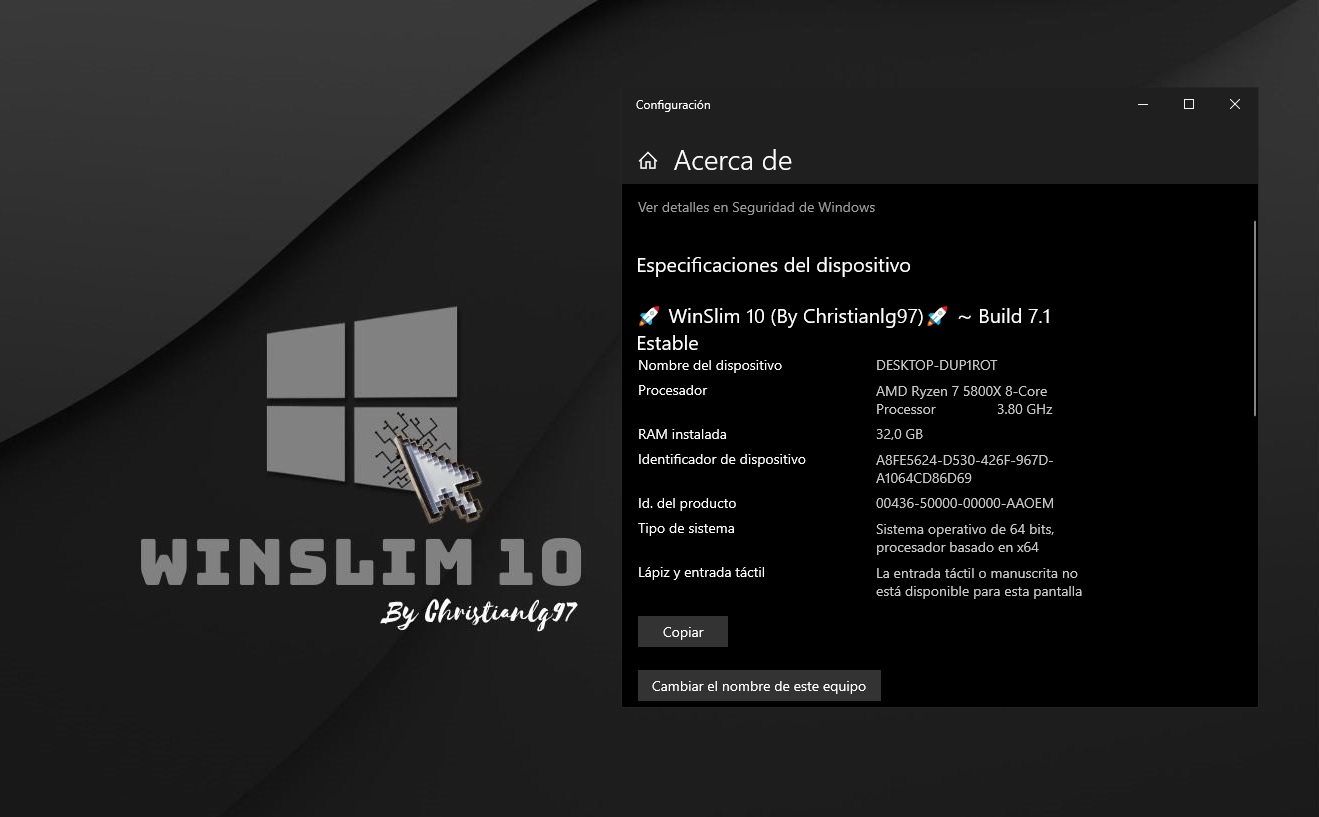 WINSLIM 10
By Christianlg97
Configuración
Acerca de
Ver detalles en Seguridad de Windows
Especificaciones del dispositivo
🚀 WinSlim 10 (By Christianlg97)🚀 ~ Build 7.1
Estable
Nombre del dispositivo DESKTOP-DUP1ROT
Procesador AMD Ryzen 7 5800X 8-Core
Processor 3.80 GHz
RAM instalada 32,0 GB
Identificador de dispositivo A8FE5624-D530-426F-967D-
A1064CD86D69
Id. del producto 00436-50000-00000-AAOEM
Tipo de sistema Sistema operativo de 64 bits,
procesador basado en x64
Lápiz y entrada táctil La entrada táctil o manuscrita no
está disponible para esta pantalla
Copiar
Cambiar el nombre de este equipo